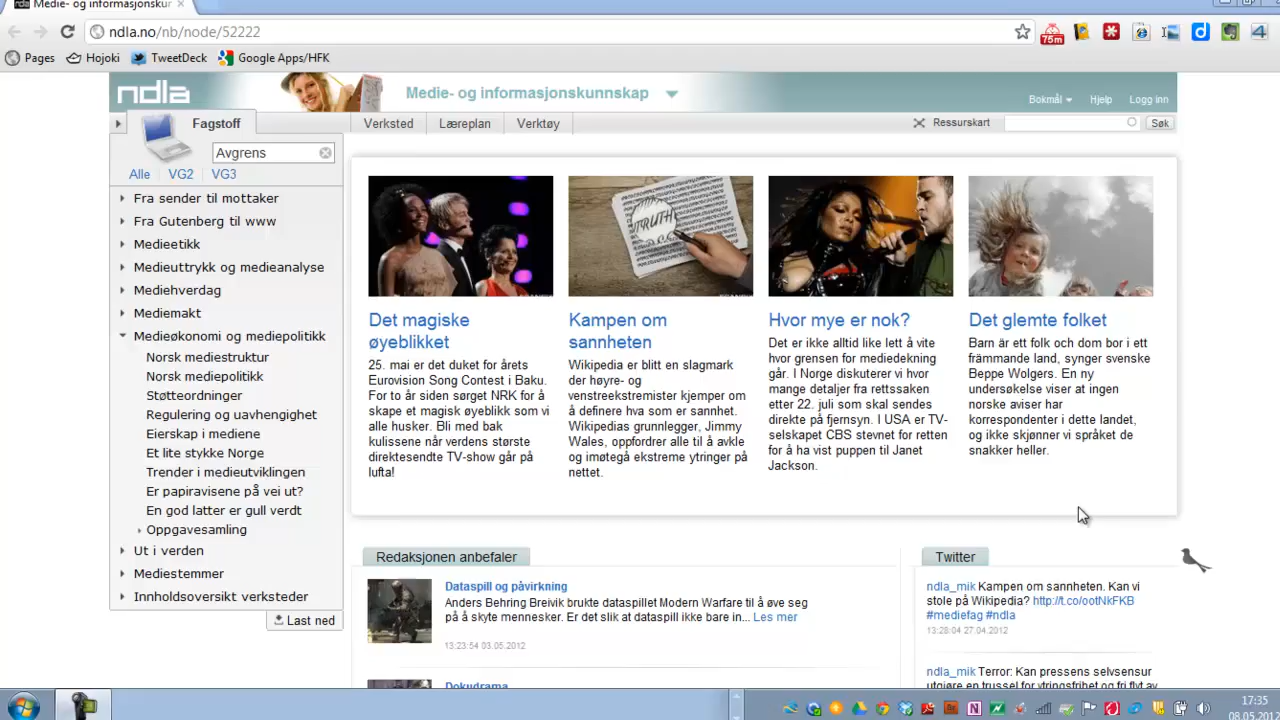 Medie- og informasjonskur
ndla.no/nb/node/52222
75m
Pages
Hojoki
TweetDeck
Google Apps/HFK
ndla
Medie- og informasjonskunnskap
Bokmål
Hjelp
Logg inn
Fagstoff
Verksted
Læreplan
Verktøy
Ressurskart
Søk
Avgrens
Alle
VG2
VG3
Fra sender til mottaker
Fra Gutenberg til www
Medieetikk
Medieuttrykk og medieanalyse
Mediehverdag
Mediemakt
Medieøkonomi og mediepolitikk
Norsk mediestruktur
Norsk mediepolitikk
Støtteordninger
Regulering og uavhengighet
Eierskap i mediene
Et lite stykke Norge
Trender i medieutviklingen
Er papiravisene på vei ut?
En god latter er gull verdt
Oppgavesamling
Ut i verden
Mediestemmer
Innholdsoversikt verksteder
Last ned
Det magiske
øyeblikket
25. mai er det duket for årets
Eurovision Song Contest i Baku.
For to år siden sørget NRK for å
skape et magisk øyeblikk som vi
alle husker. Bli med bak
kulissene når verdens største
direktesendte TV-show går på
lufta!
TRUTH
Kampen om
sannheten
Wikipedia er blitt en slagmark
der høyre- og
venstreekstremister kjemper om
å definere hva som er sannhet.
Wikipedias grunnlegger, Jimmy
Wales, oppfordrer alle til å avkle
og imøtegå ekstreme ytringer på
nettet.
Hvor mye er nok?
Det er ikke alltid like lett å vite
hvor grensen for mediedekning
går. I Norge diskuterer vi hvor
mange detaljer fra rettssaken
etter 22. juli som skal sendes
direkte på fjernsyn. I USA er TV-
selskapet CBS stevnet for retten
for å ha vist puppen til Janet
Jackson.
Det glemte folket
Barn är ett folk och dom bor i ett
främmande land, synger svenske
Beppe Wolgers. En ny
undersøkelse viser at ingen
norske aviser har
korrespondenter i dette landet,
og ikke skjønner vi språket de
snakker heller.
Redaksjonen anbefaler
Dataspill og påvirkning
Anders Behring Breivik brukte dataspillet Modern Warfare til å øve seg
på å skyte mennesker. Er det slik at dataspill ikke bare in... Les mer
13:23:54 03.05.2012
Dokudrama
Twitter
ndla_mik Kampen om sannheten. Kan vi
stole på Wikipedia? http://t.co/ootNkFKB
#mediefag #ndla
13:28:04 27.04.2012
ndla_mik Terror: Kan pressens selvsensur
utgjøre en trussel for ytringsfrihet og fri flyt av
17:35
08.05.2012